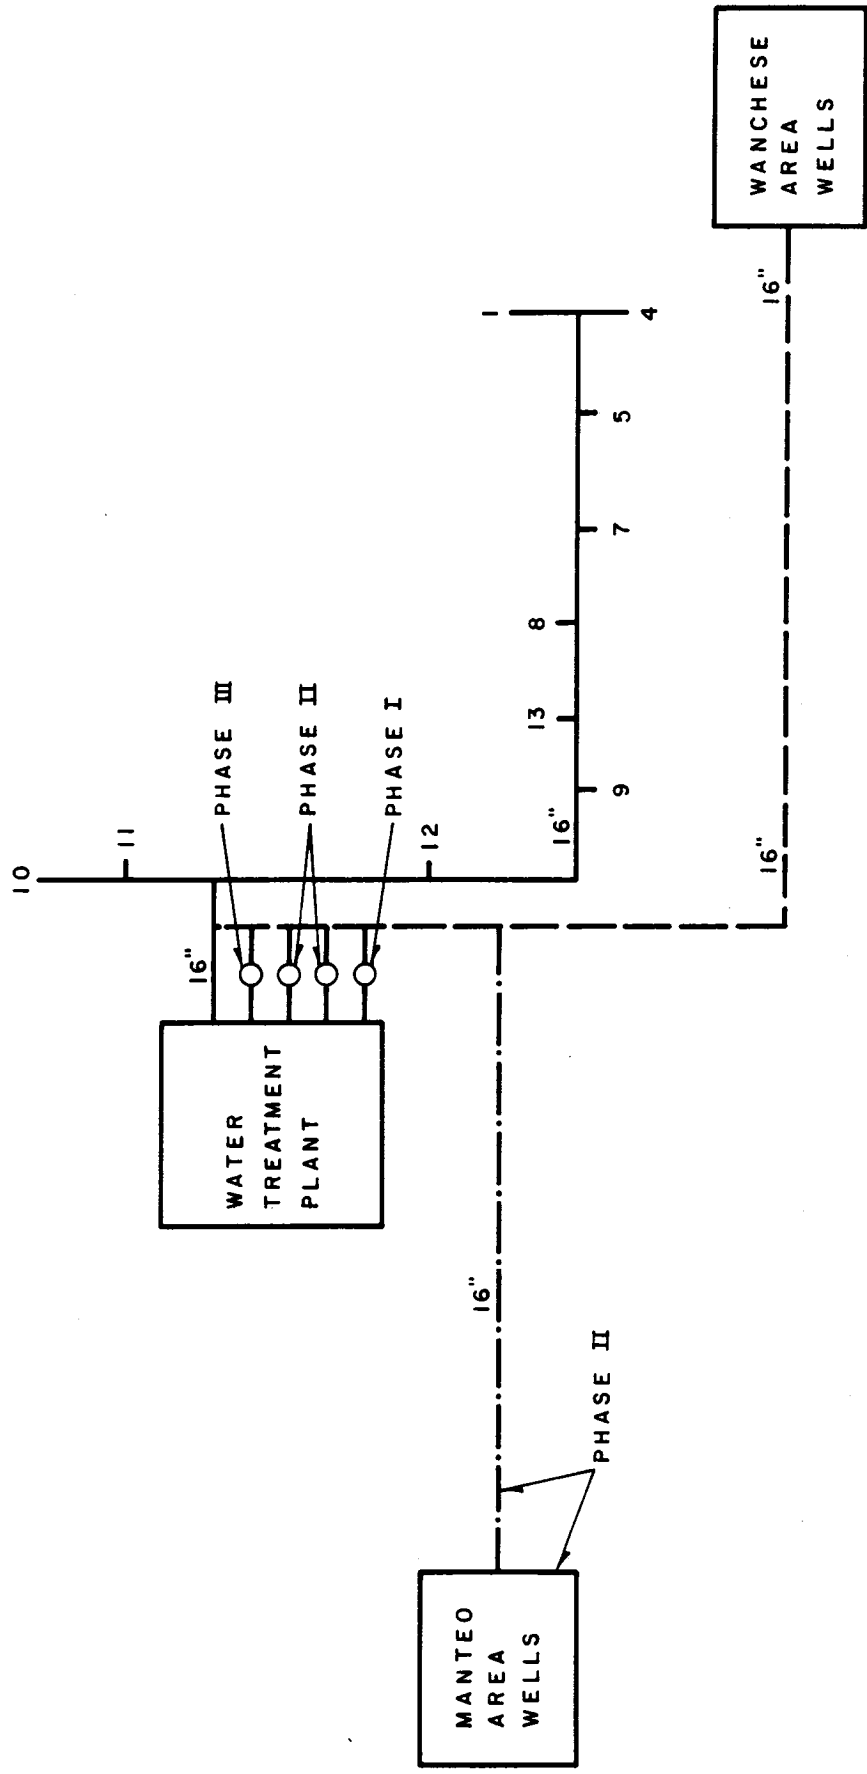 10
11
16"
WATER
TREATMENT
PLANT
PHASE III
PHASE II
PHASE I
12
MANTEO
AREA
WELLS
16"
PHASE II
1
16"
9
13
8
7
5
4
16"
16"
WANCHESE
AREA
WELLS